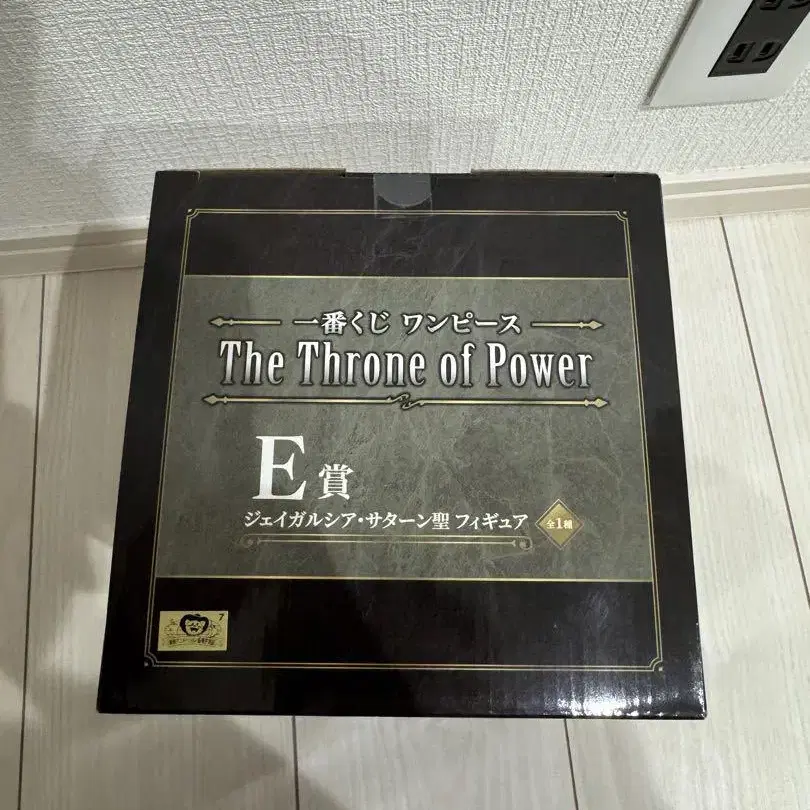 一番くじ ワンピース
The Throne of Power
E賞
ジェイガルシア・サターン聖 フィギュア
全1種
7